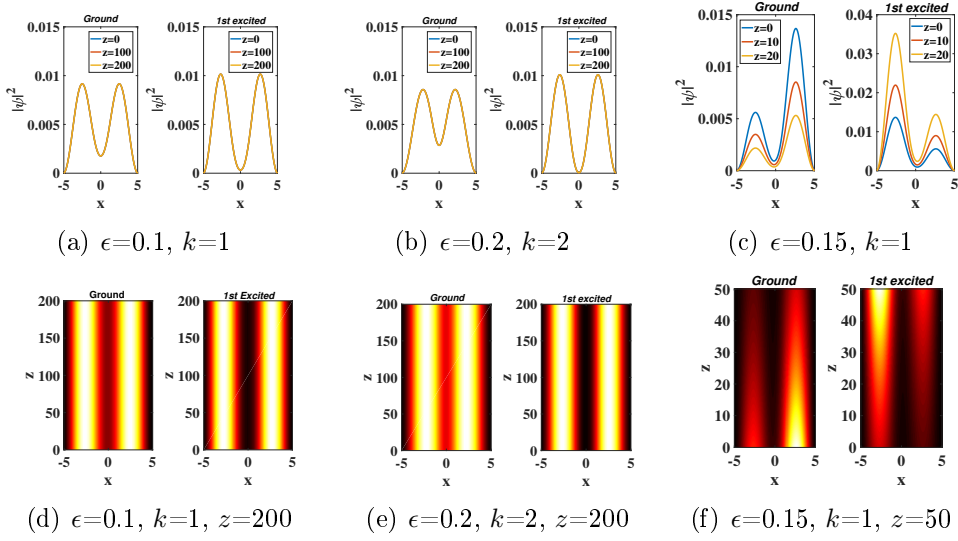 Ground
1st excited
z=0
z=100
z=200
z=0
z=100
z=200
0.015
0.01
0.005
0
|ψ|²
-5 0 5
x
0.015
0.01
0.005
0
|ψ|²
-5 0 5
x
(a) ϵ=0.1, k=1
Ground
1st excited
z=0
z=100
z=200
z=0
z=100
z=200
0.015
0.01
0.005
0
|ψ|²
-5 0 5
x
0.015
0.01
0.005
0
|ψ|²
-5 0 5
x
(b) ϵ=0.2, k=2
Ground
1st excited
z=0
z=10
z=20
z=0
z=10
z=20
0.015
0.01
0.005
0
|ψ|²
-5 0 5
x
0.04
0.03
0.02
0.01
0
|ψ|²
-5 0 5
x
(c) ϵ=0.15, k=1
Ground
1st Excited
200
150
100
50
0
z
-5 0 5
x
200
150
100
50
0
z
-5 0 5
x
(d) ϵ=0.1, k=1, z=200
Ground
1st excited
200
150
100
50
0
z
-5 0 5
x
200
150
100
50
0
z
-5 0 5
x
(e) ϵ=0.2, k=2, z=200
Ground
1st excited
50
40
30
20
10
0
z
-5 0 5
x
50
40
30
20
10
0
z
-5 0 5
x
(f) ϵ=0.15, k=1, z=50